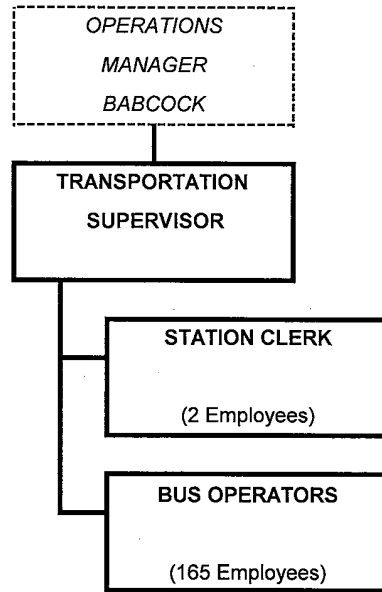 OPERATIONS
MANAGER
BABCOCK
TRANSPORTATION
SUPERVISOR
STATION CLERK
(2 Employees)
BUS OPERATORS
(165 Employees)